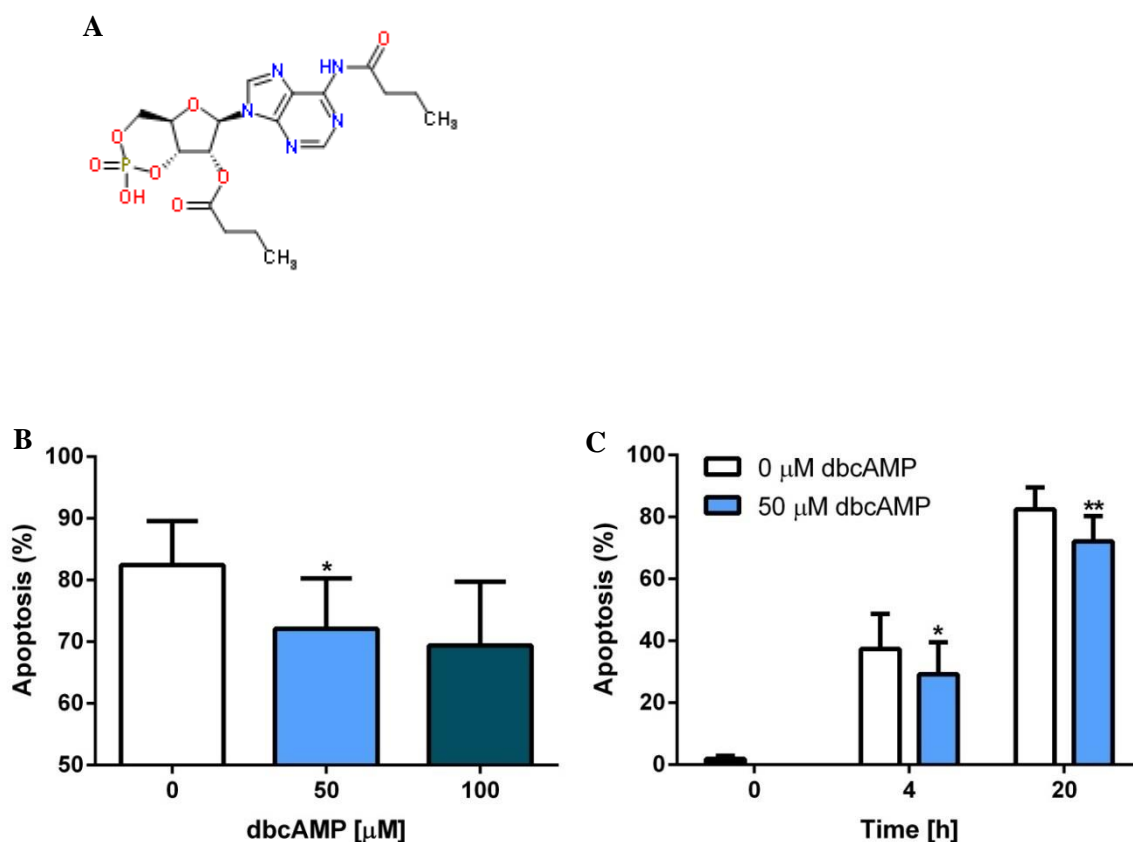 A
O
HN
N
O
N
N
CH3
O
N
N
O=P
O
OH
O
O
CH3
B
100
90
80
70
60
50
Apoptosis (%)
*
0 50 100
dbcAMP [µM]
C
100
80
60
40
20
0
Apoptosis (%)
0 µM dbcAMP
50 µM dbcAMP
*
**
0 4 20
Time [h]